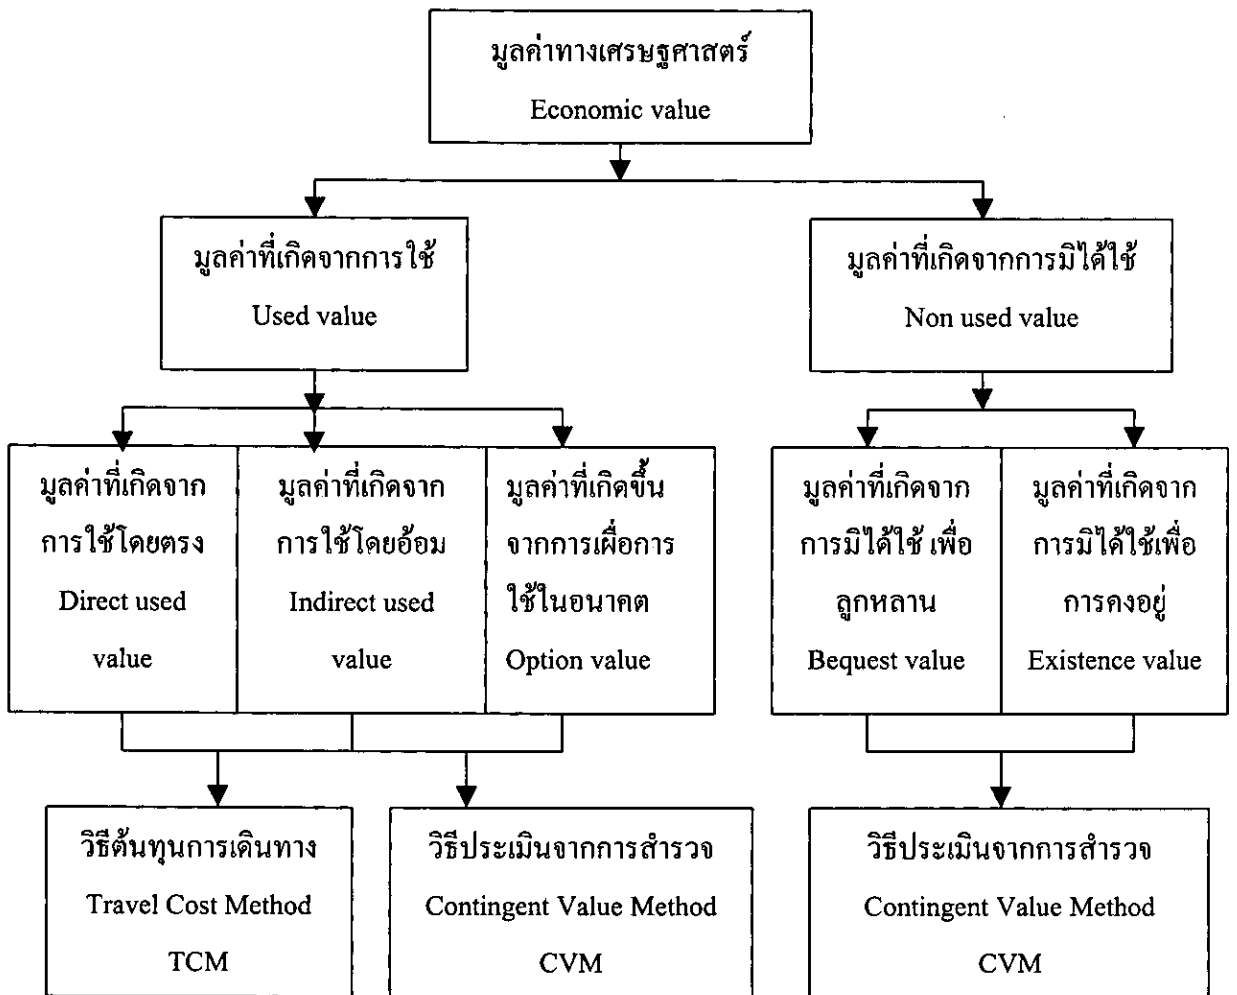 มูลค่าทางเศรษฐศาสตร์
Economic value
มูลค่าที่เกิดจากการใช้
Used value
มูลค่าที่เกิดจากการมิได้ใช้
Non used value
มูลค่าที่เกิดจาก
การใช้โดยตรง
Direct used
value
มูลค่าที่เกิดจาก
การใช้โดยอ้อม
Indirect used
value
มูลค่าที่เกิดขึ้น
จากการเผื่อการ
ใช้ในอนาคต
Option value
มูลค่าที่เกิดจาก
การมิได้ใช้ เพื่อ
ลูกหลาน
Bequest value
มูลค่าที่เกิดจาก
การมิได้ใช้เพื่อ
การคงอยู่
Existence value
วิธีต้นทุนการเดินทาง
Travel Cost Method
TCM
วิธีประเมินจากการสำรวจ
Contingent Value Method
CVM
วิธีประเมินจากการสำรวจ
Contingent Value Method
CVM